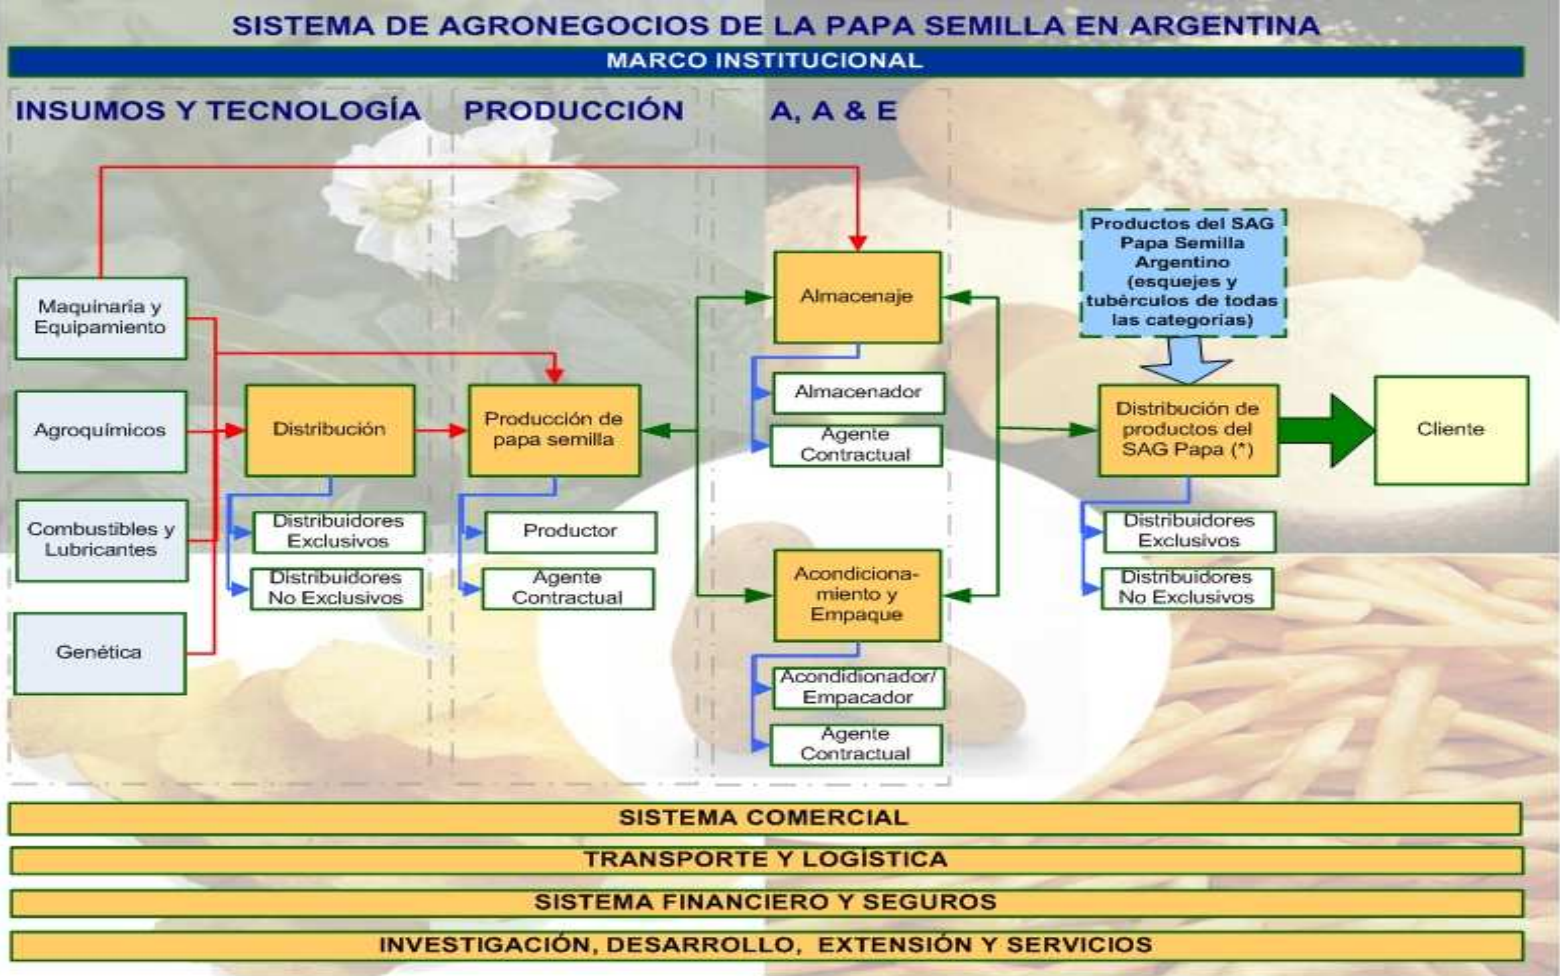 SISTEMA DE AGRONEGOCIOS DE LA PAPA SEMILLA EN ARGENTINA
MARCO INSTITUCIONAL
INSUMOS Y TECNOLOGÍA
PRODUCCIÓN
A, A & E
Maquinaria y
Equipamiento
Agroquímicos
Combustibles y
Lubricantes
Genética
Distribución
Distribuidores
Exclusivos
Distribuidores
No Exclusivos
Producción de
papa semilla
Productor
Agente
Contractual
Almacenaje
Almacenador
Agente
Contractual
Acondiciona-
miento y
Empaque
Acondidionador/
Empacador
Agente
Contractual
Productos del SAG
Papa Semilla
Argentino
(esquejes y
tubérculos de todas
las categorías)
Distribución de
productos del
SAG Papa (*)
Distribuidores
Exclusivos
Distribuidores
No Exclusivos
Cliente
SISTEMA COMERCIAL
TRANSPORTE Y LOGÍSTICA
SISTEMA FINANCIERO Y SEGUROS
INVESTIGACIÓN, DESARROLLO, EXTENSIÓN Y SERVICIOS